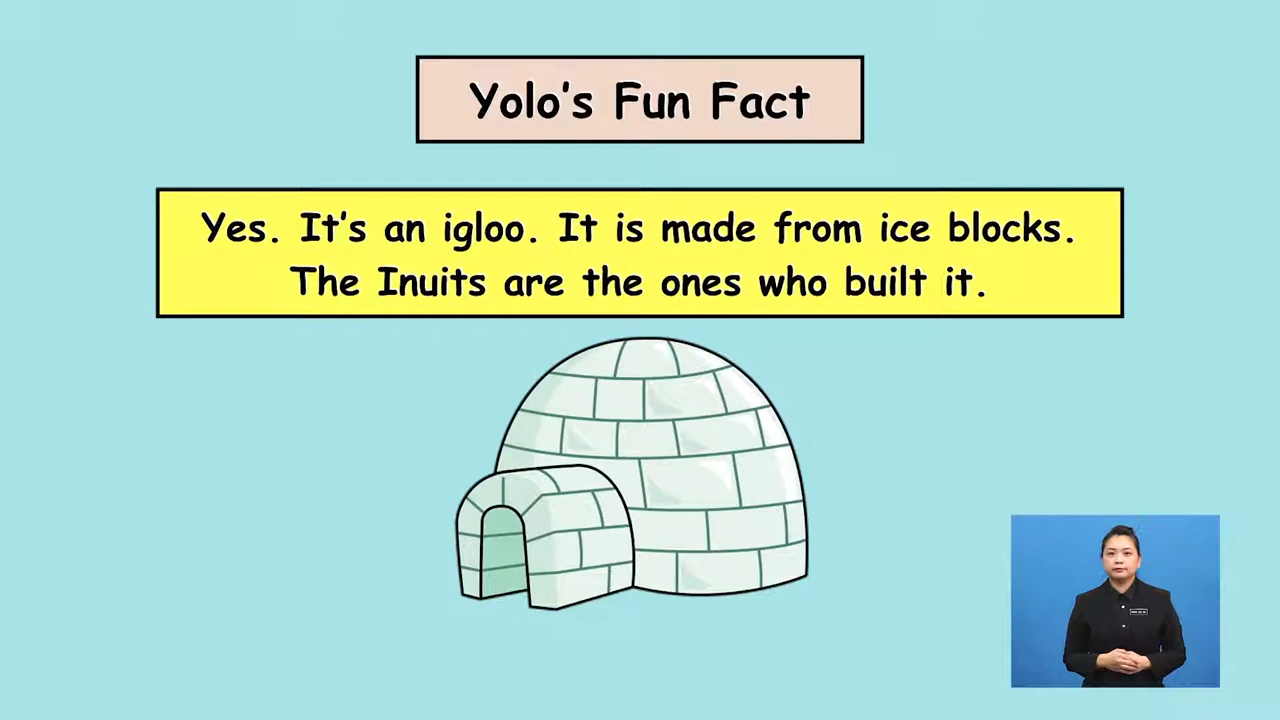 Yolo's Fun Fact
Yes. It's an igloo. It is made from ice blocks.
The Inuits are the ones who built it.